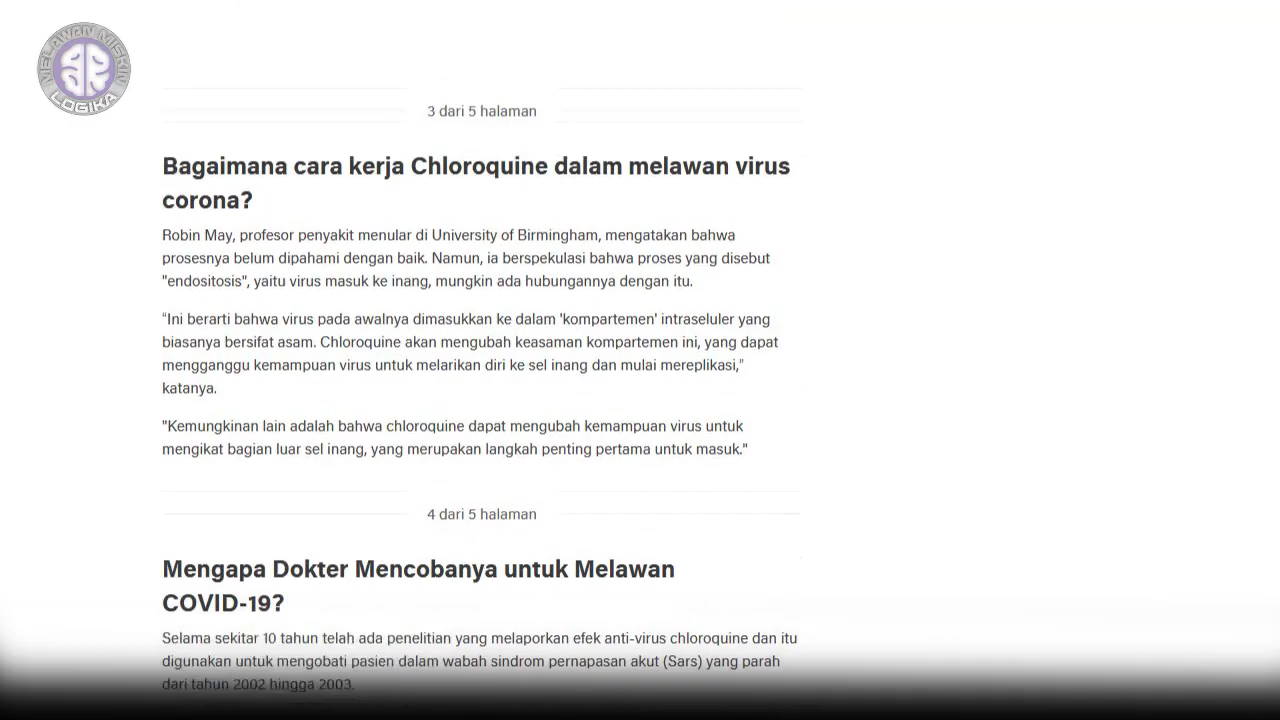 MELAWAN MISKIN
LOGIKA
3 dari 5 halaman
Bagaimana cara kerja Chloroquine dalam melawan virus
corona?
Robin May, profesor penyakit menular di University of Birmingham, mengatakan bahwa
prosesnya belum dipahami dengan baik. Namun, ia berspekulasi bahwa proses yang disebut
"endositosis", yaitu virus masuk ke inang, mungkin ada hubungannya dengan itu.
“Ini berarti bahwa virus pada awalnya dimasukkan ke dalam 'kompartemen' intraseluler yang
biasanya bersifat asam. Chloroquine akan mengubah keasaman kompartemen ini, yang dapat
mengganggu kemampuan virus untuk melarikan diri ke sel inang dan mulai mereplikasi,”
katanya.
"Kemungkinan lain adalah bahwa chloroquine dapat mengubah kemampuan virus untuk
mengikat bagian luar sel inang, yang merupakan langkah penting pertama untuk masuk."
4 dari 5 halaman
Mengapa Dokter Mencobanya untuk Melawan
COVID-19?
Selama sekitar 10 tahun telah ada penelitian yang melaporkan efek anti-virus chloroquine dan itu
digunakan untuk mengobati pasien dalam wabah sindrom pernapasan akut (Sars) yang parah
dari tahun 2002 hingga 2003.